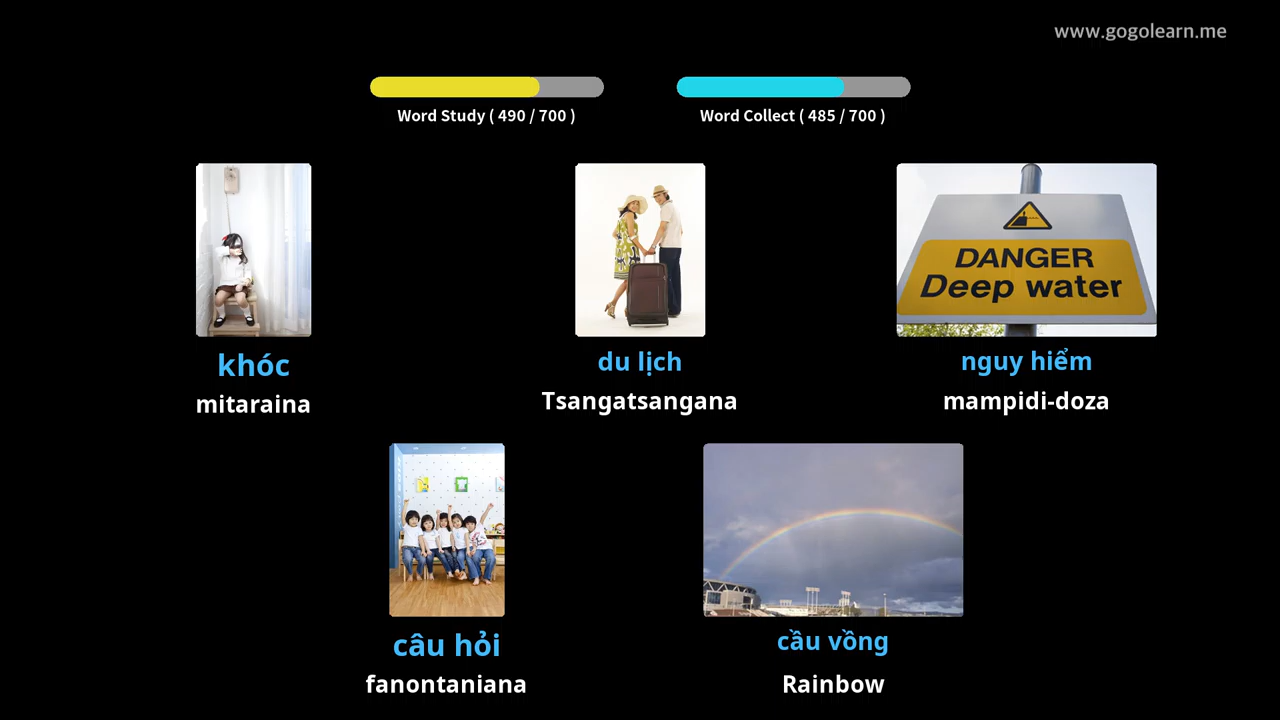 www.gogolearn.me
Word Study ( 490 / 700 )
Word Collect ( 485 / 700 )
DANGER
Deep water
khóc
mitaraina
du lịch
Tsangatsangana
nguy hiểm
mampidi-doza
câu hỏi
fanontaniana
cầu vồng
Rainbow